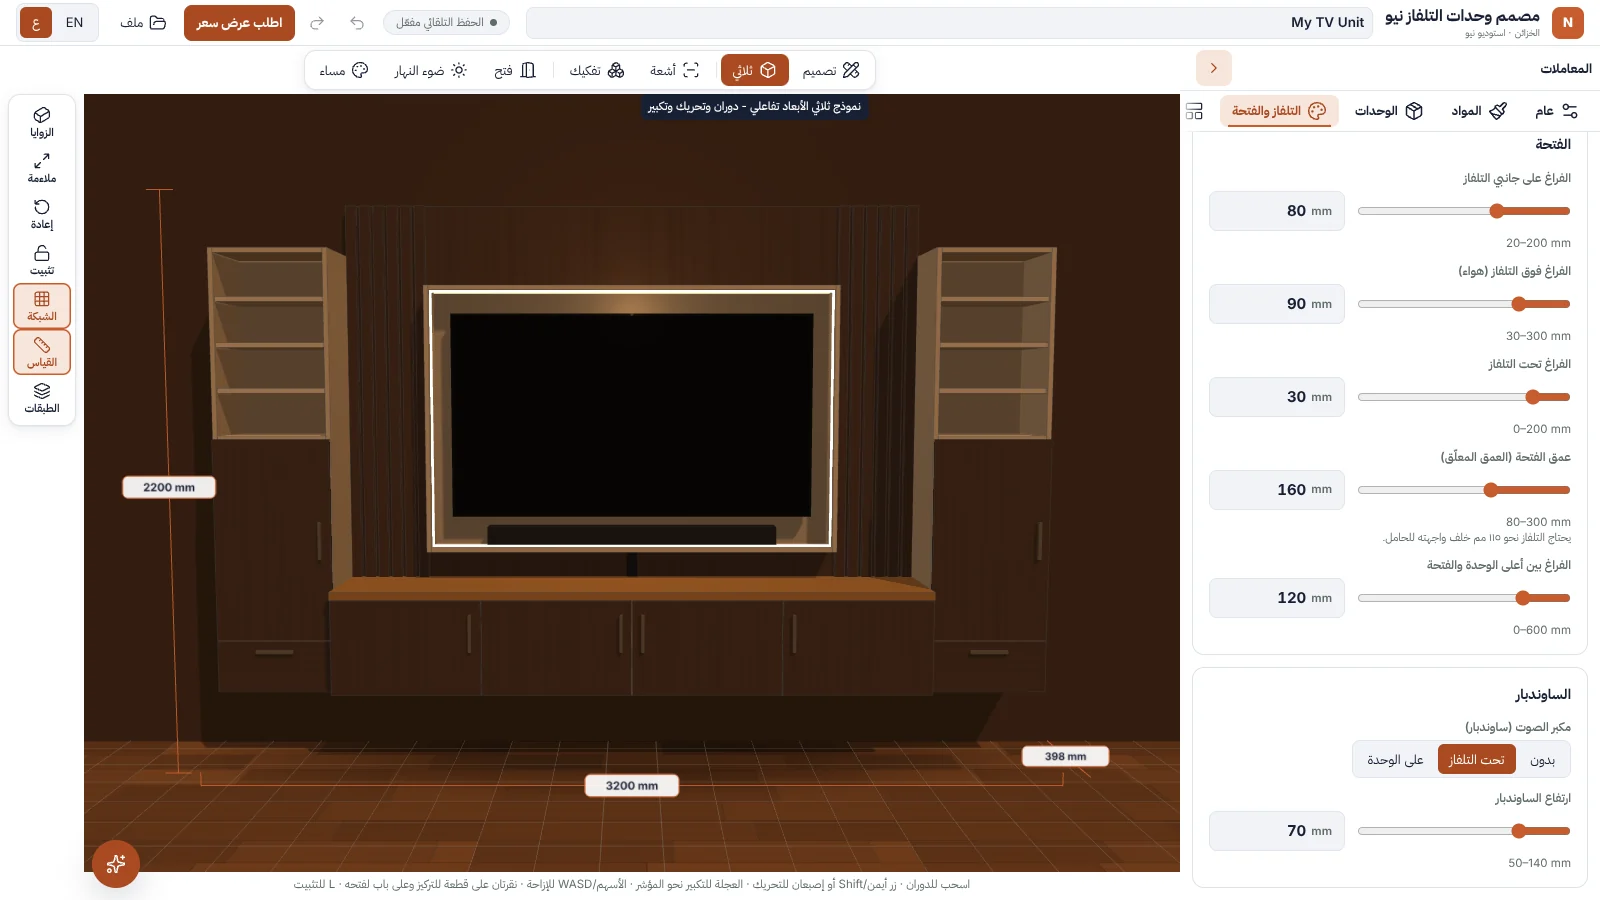 مصمم وحدات التلفاز نيو
الخزائن · استوديو نيو
N
My TV Unit
الحفظ التلقائي مفعّل
اطلب عرض سعر
ملف
EN
ع
المعاملات
تصميم
ثلاثي
أشعة
تفكيك
فتح
ضوء النهار
مساء
نموذج ثلاثي الأبعاد تفاعلي - دوران وتحريك وتكبير
عام
المواد
الوحدات
التلفاز والفتحة
الفتحة
الفراغ على جانبي التلفاز
80 mm
20–200 mm
الفراغ فوق التلفاز (هواء)
90 mm
30–300 mm
الفراغ تحت التلفاز
30 mm
0–200 mm
عمق الفتحة (العمق المعلّق)
160 mm
80–300 mm
يحتاج التلفاز نحو ١١٥ مم خلف واجهته للحامل.
الفراغ بين أعلى الوحدة والفتحة
120 mm
0–600 mm
الساوندبار
مكبر الصوت (ساوندبار)
بدون
تحت التلفاز
على الوحدة
ارتفاع الساوندبار
70 mm
50–140 mm
الزوايا
ملاءمة
إعادة
تثبيت
الشبكة
القياس
الطبقات
2200 mm
398 mm
3200 mm
اسحب للدوران · زر أيمن/Shift أو إصبعان للتحريك · العجلة للتكبير نحو المؤشر · الأسهم/WASD للإزاحة · نقرتان على قطعة للتركيز وعلى باب لفتحه · L للتثبيت